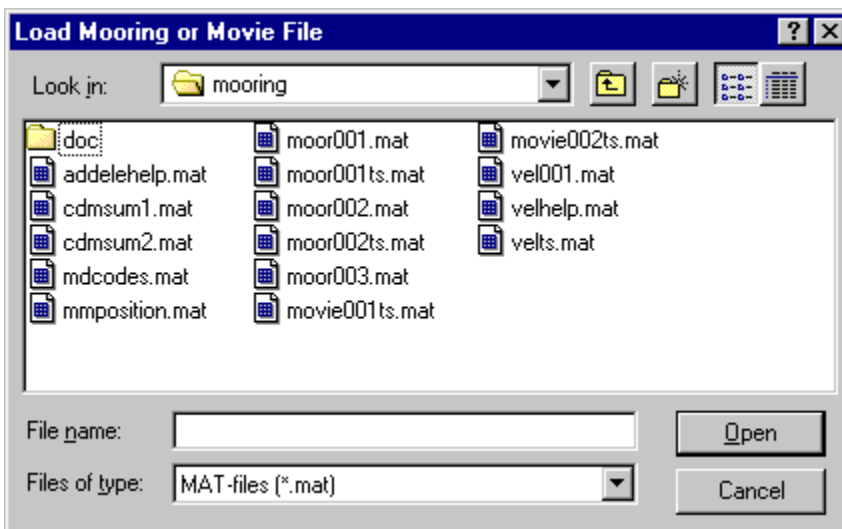 Load Mooring or Movie File
Look in: mooring
doc
addelehelp.mat
cdmsum1.mat
cdmsum2.mat
mdcodes.mat
mmposition.mat
moor001.mat
moor001ts.mat
moor002.mat
moor002ts.mat
moor003.mat
movie001ts.mat
movie002ts.mat
vel001.mat
velhelp.mat
velts.mat
File name:
Open
Files of type: MAT-files (*.mat)
Cancel